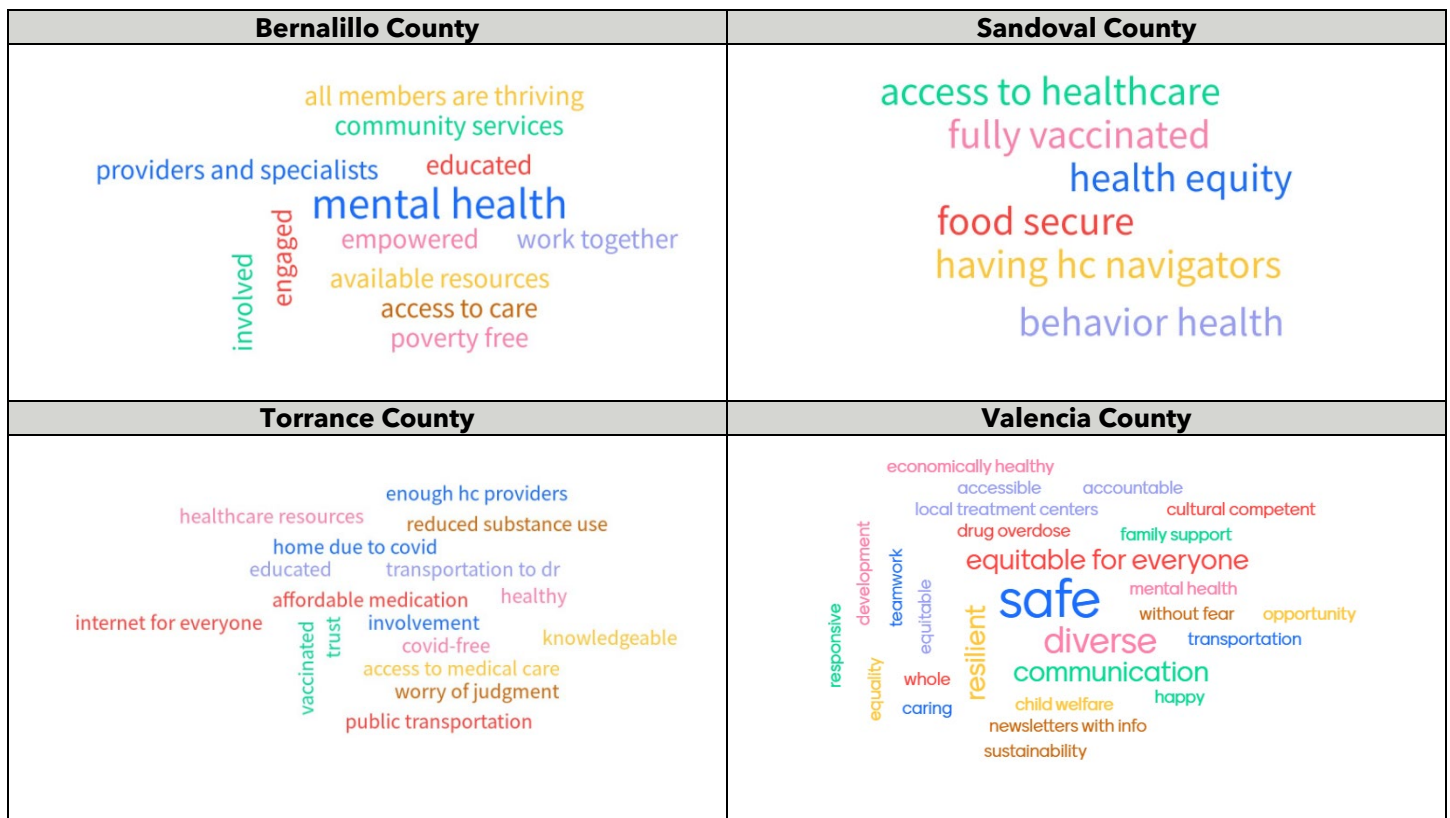 Bernalillo County
all members are thriving
community services
providers and specialists
educated
mental health
empowered
work together
engaged
involved
available resources
access to care
poverty free
Sandoval County
access to healthcare
fully vaccinated
health equity
food secure
having hc navigators
behavior health
Torrance County
enough hc providers
healthcare resources
reduced substance use
home due to covid
educated
transportation to dr
affordable medication
healthy
internet for everyone
vaccinated
trust
involvement
covid-free
knowledgeable
access to medical care
worry of judgment
public transportation
Valencia County
economically healthy
accessible
accountable
local treatment centers
cultural competent
drug overdose
family support
development
teamwork
equitable
equitable for everyone
safe
mental health
without fear
opportunity
responsive
resilient
diverse
transportation
equality
whole
communication
caring
child welfare
happy
newsletters with info
sustainability